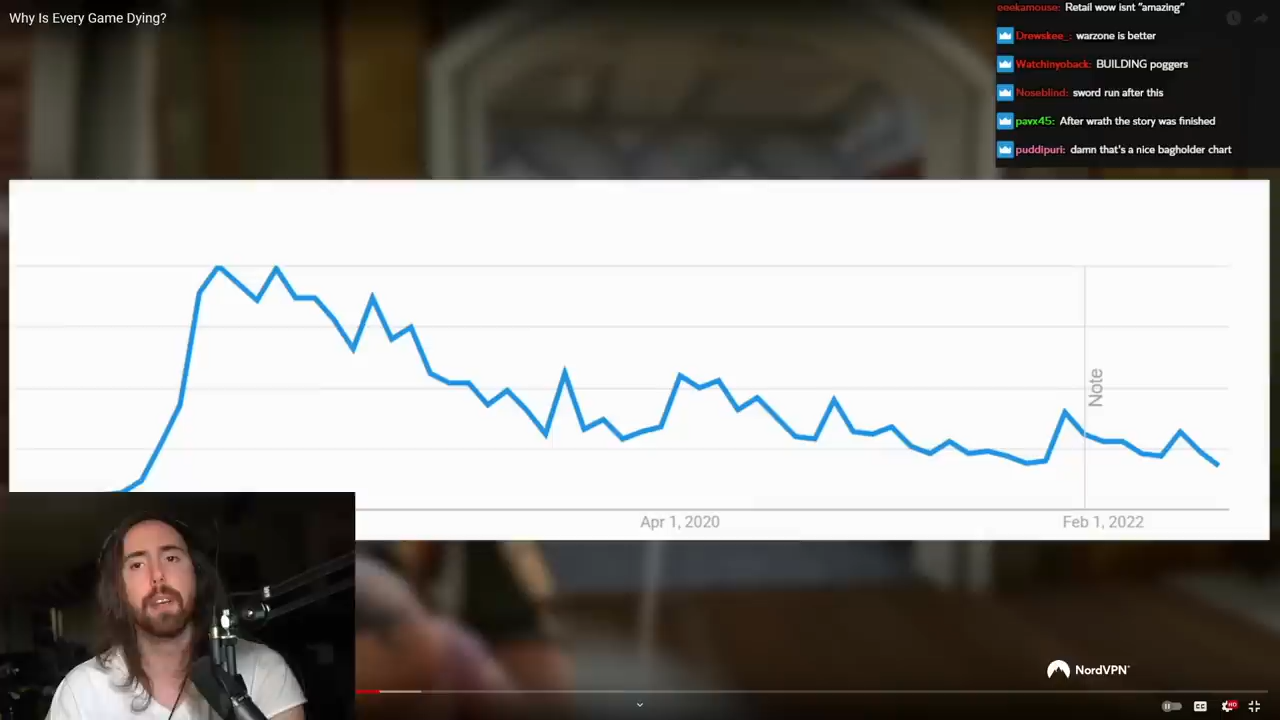 Why Is Every Game Dying?
eeekamouse: Retail wow isnt “amazing”
Drewskee_: warzone is better
Watchinyoback: BUILDING poggers
Noseblind: sword run after this
pavx45: After wrath the story was finished
puddipuri: damn that's a nice bagholder chart
Note
Apr 1, 2020
Feb 1, 2022
NordVPN
CC
HD